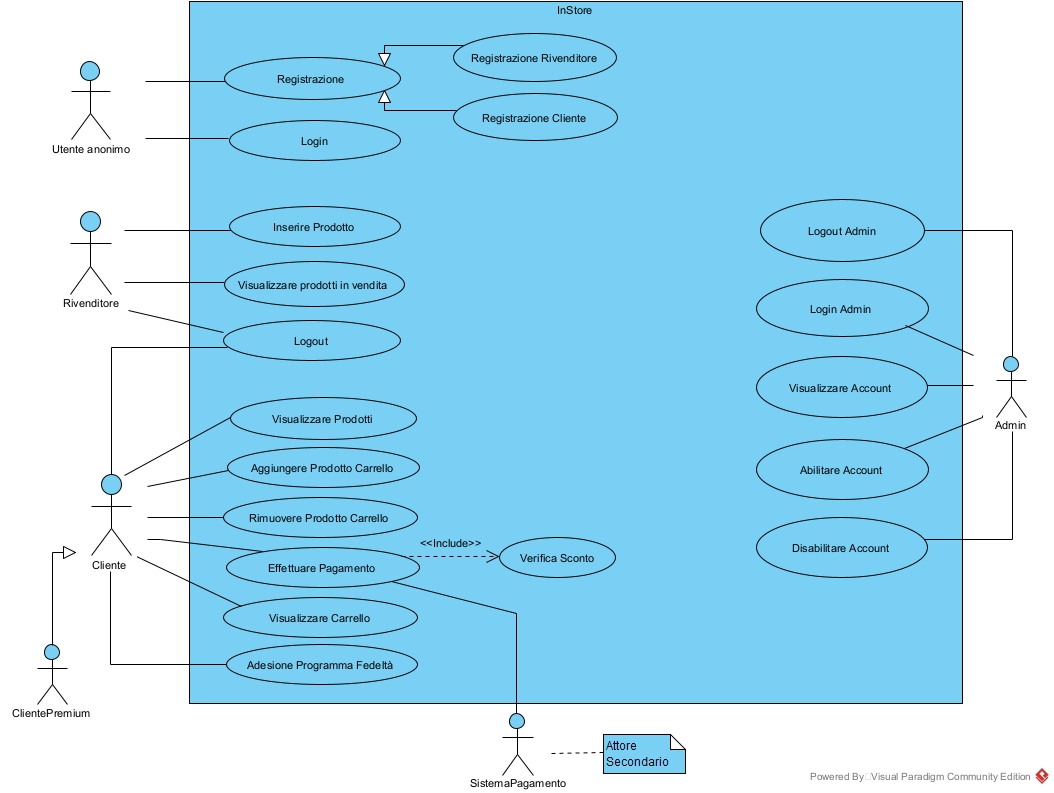 InStore
Registrazione
Registrazione Rivenditore
Registrazione Cliente
Login
Utente anonimo
Inserire Prodotto
Visualizzare prodotti in vendita
Logout
Rivenditore
Logout Admin
Login Admin
Visualizzare Account
Abilitare Account
Disabilitare Account
Admin
Visualizzare Prodotti
Aggiungere Prodotto Carrello
Rimuovere Prodotto Carrello
Effettuare Pagamento
<<Include>>
Verifica Sconto
Visualizzare Carrello
Adesione Programma Fedeltà
Cliente
ClientePremium
SistemaPagamento
Attore
Secondario
Powered By Visual Paradigm Community Edition